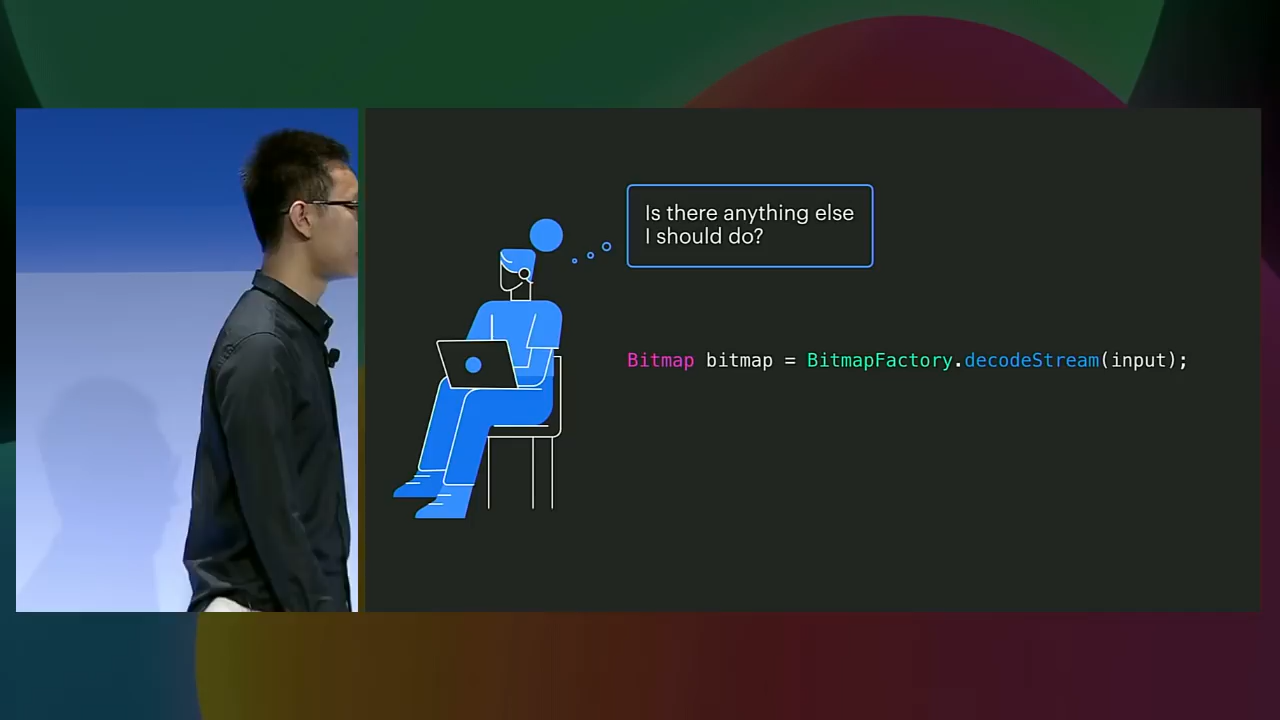 Is there anything else
I should do?
Bitmap bitmap = BitmapFactory.decodeStream(input);